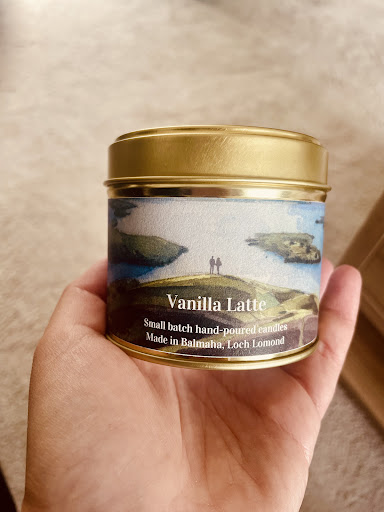 Vanilla Latte
Small batch hand-poured candles
Made in Balmaha, Loch Lomond